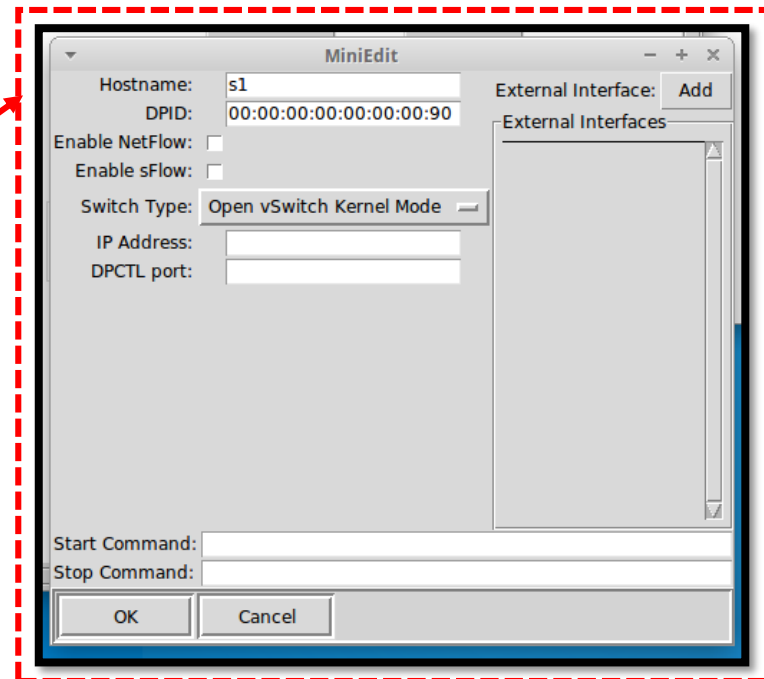 MiniEdit
Hostname: s1
DPID: 00:00:00:00:00:00:00:90
Enable NetFlow:
Enable sFlow:
Switch Type: Open vSwitch Kernel Mode
IP Address:
DPCTL port:
External Interface: Add
External Interfaces
Start Command:
Stop Command:
OK Cancel